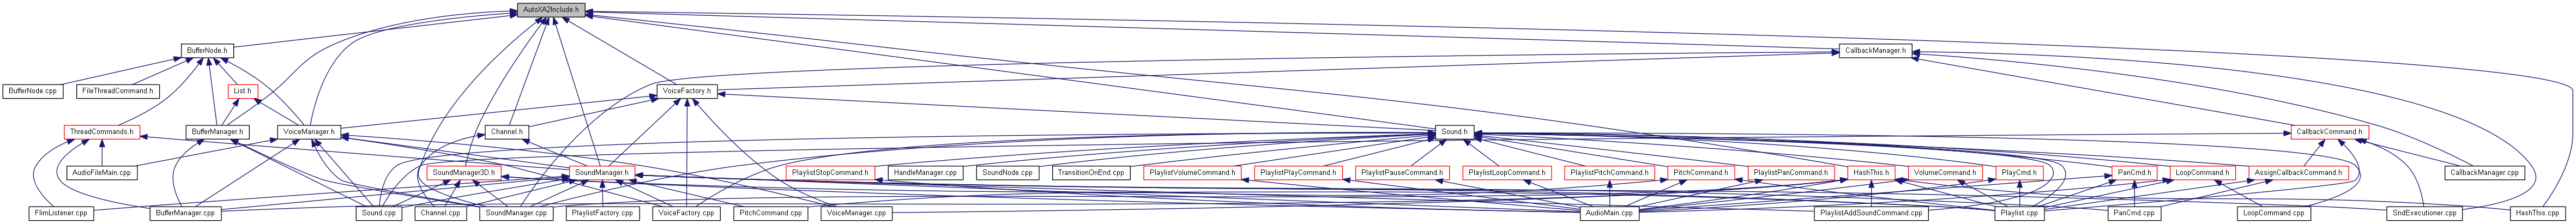 AutoXA2Include.h
BufferNode.h
CallbackManager.h
BufferNode.cpp
FileThreadCommand.h
List.h
VoiceFactory.h
ThreadCommands.h
BufferManager.h
VoiceManager.h
Channel.h
Sound.h
CallbackCommand.h
AudioFileMain.cpp
SoundManager3D.h
SoundManager.h
PlaylistStopCommand.h
HandleManager.cpp
SoundNode.cpp
TransitionOnEnd.cpp
PlaylistVolumeCommand.h
PlaylistPlayCommand.h
PlaylistPauseCommand.h
PlaylistLoopCommand.h
PlaylistPitchCommand.h
PitchCommand.h
PlaylistPanCommand.h
HashThis.h
VolumeCommand.h
PlayCmd.h
PanCmd.h
LoopCommand.h
AssignCallbackCommand.h
CallbackManager.cpp
FlimListener.cpp
BufferManager.cpp
Sound.cpp
Channel.cpp
SoundManager.cpp
PlaylistFactory.cpp
VoiceFactory.cpp
PitchCommand.cpp
VoiceManager.cpp
AudioMain.cpp
PlaylistAddSoundCommand.cpp
Playlist.cpp
PanCmd.cpp
LoopCommand.cpp
SndExecutioner.cpp
HashThis.cpp